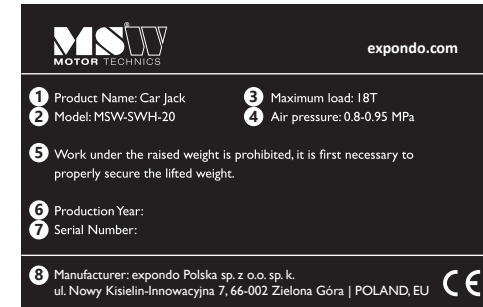 MSW
MOTOR TECHNICS
expondo.com
1 Product Name: Car Jack
2 Model: MSW-SWH-20
3 Maximum load: 18T
4 Air pressure: 0.8-0.95 MPa
5 Work under the raised weight is prohibited, it is first necessary to
properly secure the lifted weight.
6 Production Year:
7 Serial Number:
8 Manufacturer: expondo Polska sp. z o.o. sp. k.
ul. Nowy Kisielin-Innowacyjna 7, 66-002 Zielona Góra | POLAND, EU
CE